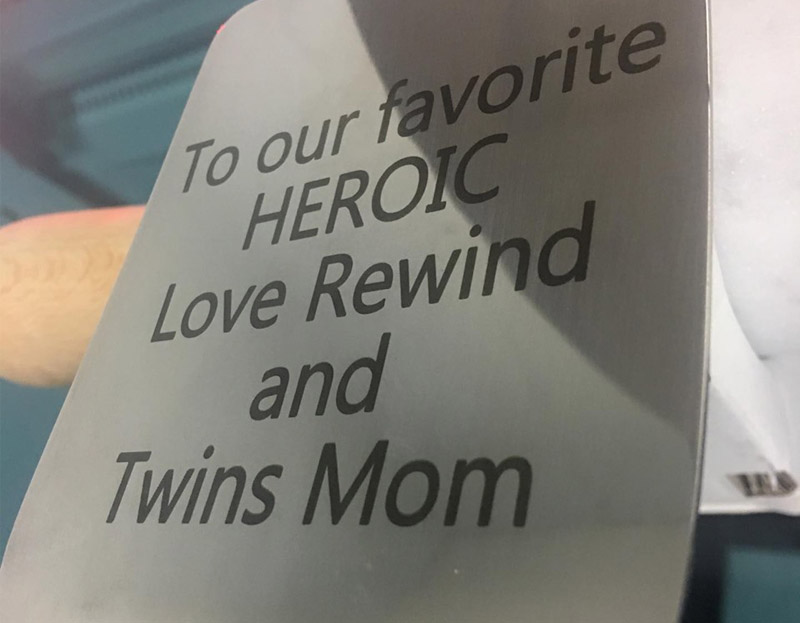 To our favorite
HEROIC
Love Rewind
and
Twins Mom